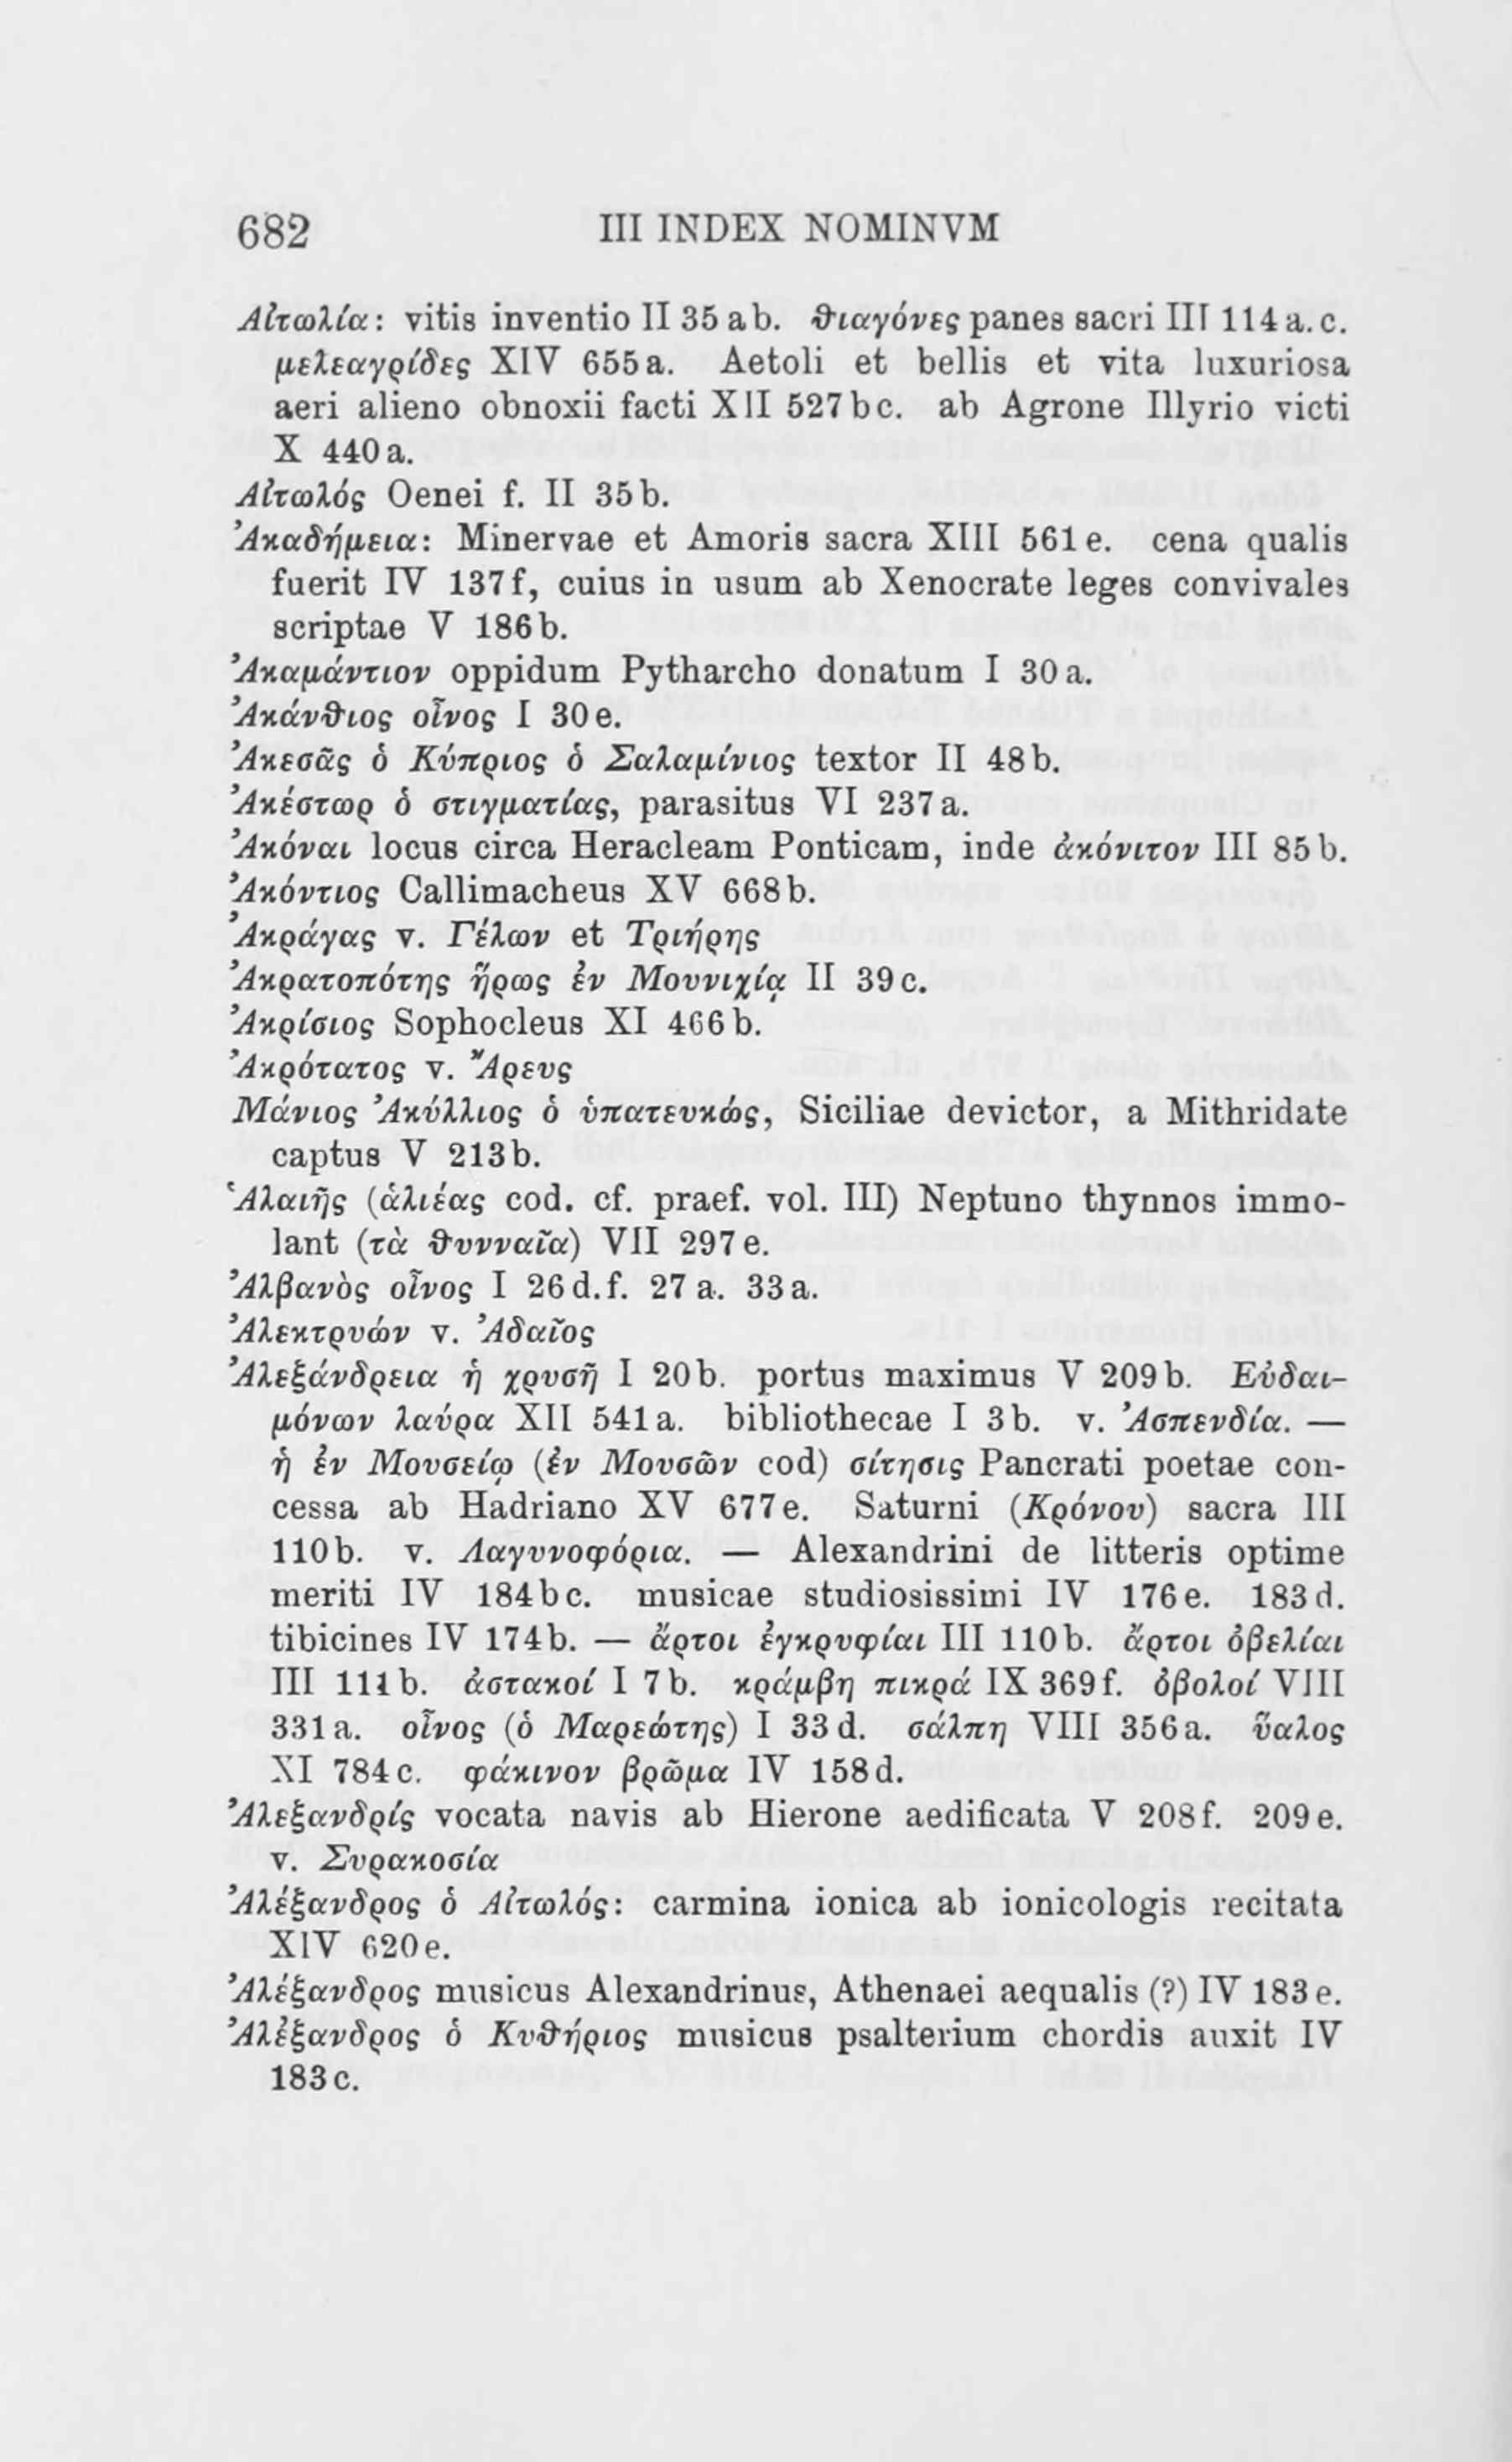 682 III INDEX NOMINVM
Αἰτωλία: vitis inventio II 35 a b. θιαγόνες panes sacri III 114 a. c.
μελεαγρίδες XIV 655 a. Aetoli et bellis et vita luxuriosa
aeri alieno obnoxii facti XII 527 b c. ab Agrone Illyrio victi
X 440 a.
Αἰτωλός Oenei f. II 35 b.
Ἀκαδήμεια: Minervae et Amoris sacra XIII 561 e. cena qualis
fuerit IV 137 f, cuius in usum ab Xenocrate leges convivales
scriptae V 186 b.
Ἀκαμάντιον oppidum Pytharcho donatum I 30 a.
Ἀκάνθιος οἶνος I 30 e.
Ἀκεσᾶς ὁ Κύπριος ὁ Σαλαμίνιος textor II 48 b.
Ἀκέστωρ ὁ στιγματίας, parasitus VI 237 a.
Ἀκόναι locus circa Heracleam Ponticam, inde ἀκόνιτον III 85 b.
Ἀκόντιος Callimacheus XV 668 b.
Ἀκράγας v. Γέλων et Τριήρης
Ἀκρατοπότης ἥρως ἐν Μουνιχίᾳ II 39 c.
Ἀκρίσιος Sophocleus XI 466 b.
Ἀκρότατος v. Ἄρευς
Μάνιος Ἀκύλλιος ὁ ὑπατευκώς, Siciliae devictor, a Mithridate
captus V 213 b.
Ἁλαιῆς (ἁλιέας cod. cf. praef. vol. III) Neptuno thynnos immo-
lant (τὰ θυνναῖα) VII 297 e.
Ἀλβανὸς οἶνος I 26 d. f. 27 a. 33 a.
Ἀλεκτρυών v. Ἀδαῖος
Ἀλεξάνδρεια ἡ χρυσῆ I 20 b. portus maximus V 209 b. Εὐδαι-
μόνων λαύρα XII 541 a. bibliothecae I 3 b. v. Ἀσπενδία. —
ἡ ἐν Μουσείῳ (ἐν Μουσῶν cod) σίτησις Pancrati poetae con-
cessa ab Hadriano XV 677 e. Saturni (Κρόνου) sacra III
110 b. v. Λαγυνοφόρια. — Alexandrini de litteris optime
meriti IV 184 b c. musicae studiosissimi IV 176 e. 183 d.
tibicines IV 174 b. — ἄρτοι ἐγκρυφίαι III 110 b. ἄρτοι ὀβελίαι
III 111 b. ἀστακοί I 7 b. κράμβη πικρά IX 369 f. ὀβολοί VIII
331 a. οἶνος (ὁ Μαρεώτης) I 33 d. σάλπη VIII 356 a. ὕαλος
XI 784 c. φάκινον βρῶμα IV 158 d.
Ἀλεξανδρίς vocata navis ab Hierone aedificata V 208 f. 209 e.
v. Συρακοσία
Ἀλέξανδρος ὁ Αἰτωλός: carmina ionica ab ionicologis recitata
XIV 620 e.
Ἀλέξανδρος musicus Alexandrinus, Athenaei aequalis (?) IV 183 e.
Ἀλέξανδρος ὁ Κυθήριος musicus psalterium chordis auxit IV
183 c.